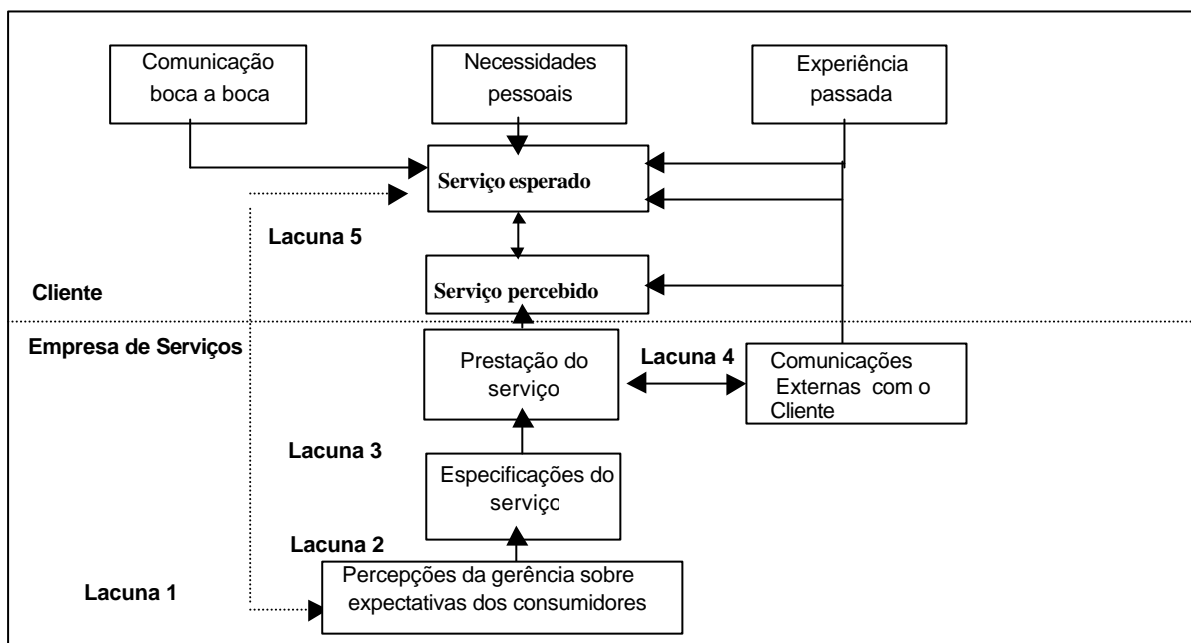 Comunicação
boca a boca
Necessidades
pessoais
Experiência
passada
Serviço esperado
Lacuna 5
Serviço percebido
Cliente
Empresa de Serviços
Prestação do
serviço
Lacuna 4
Comunicações
Externas com o
Cliente
Lacuna 3
Especificações do
serviço
Lacuna 2
Percepções da gerência sobre
expectativas dos consumidores
Lacuna 1